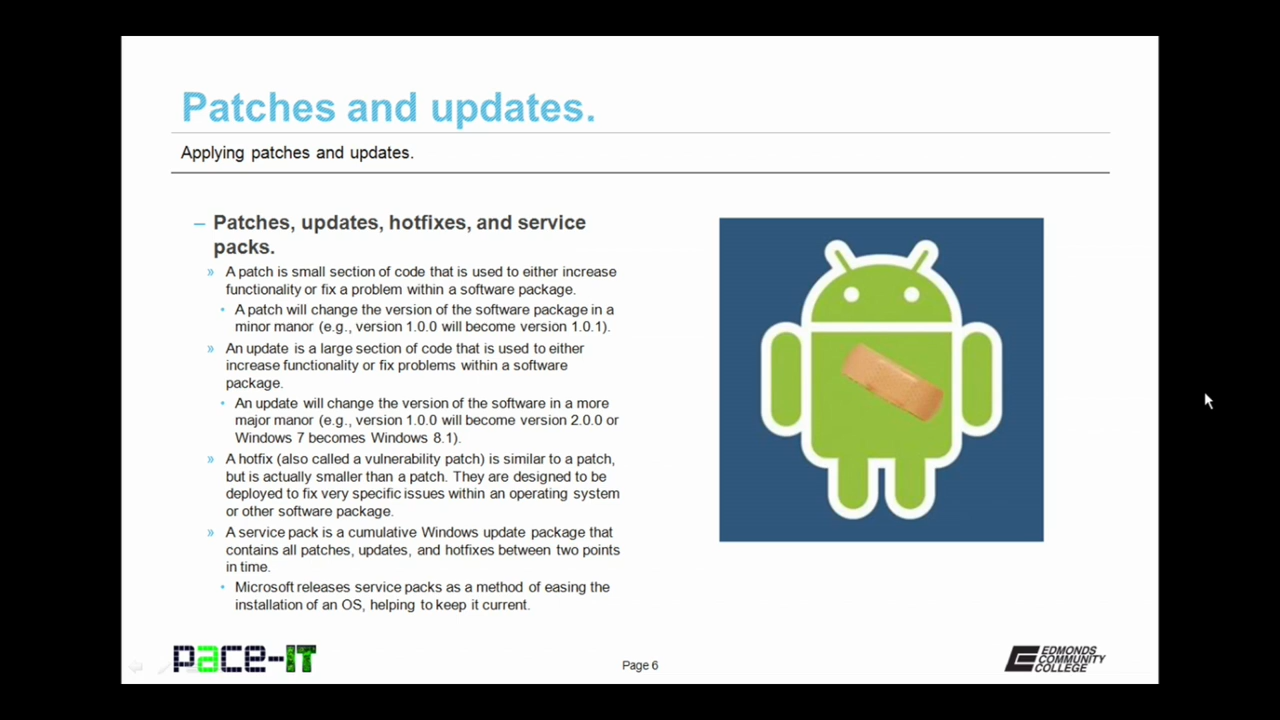 Patches and updates.
Applying patches and updates.
– Patches, updates, hotfixes, and service
packs.
» A patch is small section of code that is used to either increase
functionality or fix a problem within a software package.
• A patch will change the version of the software package in a
minor manor (e.g., version 1.0.0 will become version 1.0.1).
» An update is a large section of code that is used to either
increase functionality or fix problems within a software
package.
• An update will change the version of the software in a more
major manor (e.g., version 1.0.0 will become version 2.0.0 or
Windows 7 becomes Windows 8.1).
» A hotfix (also called a vulnerability patch) is similar to a patch,
but is actually smaller than a patch. They are designed to be
deployed to fix very specific issues within an operating system
or other software package.
» A service pack is a cumulative Windows update package that
contains all patches, updates, and hotfixes between two points
in time.
• Microsoft releases service packs as a method of easing the
installation of an OS, helping to keep it current.
pace-IT
Page 6
EDMONDS
COMMUNITY
COLLEGE